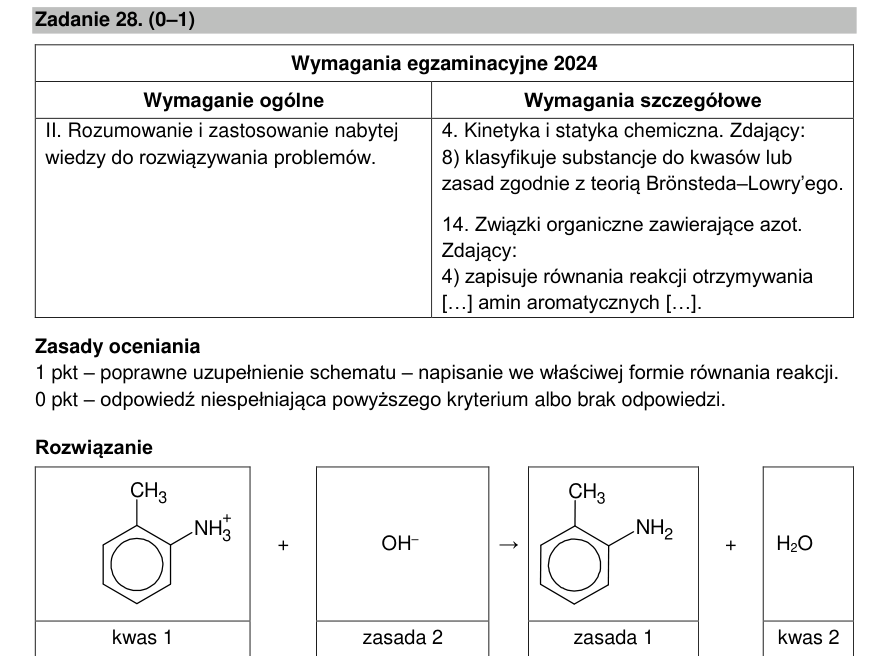 Zadanie 28. (0–1)
Wymagania egzaminacyjne 2024
Wymaganie ogólne
Wymagania szczegółowe
II. Rozumowanie i zastosowanie nabytej
wiedzy do rozwiązywania problemów.
4. Kinetyka i statyka chemiczna. Zdający:
8) klasyfikuje substancje do kwasów lub
zasad zgodnie z teorią Brönsteda–Lowry’ego.
14. Związki organiczne zawierające azot.
Zdający:
4) zapisuje równania reakcji otrzymywania
[…] amin aromatycznych […].
Zasady oceniania
1 pkt – poprawne uzupełnienie schematu – napisanie we właściwej formie równania reakcji.
0 pkt – odpowiedź niespełniająca powyższego kryterium albo brak odpowiedzi.
Rozwiązanie
CH₃
NH₃⁺
+
OH⁻
→
CH₃
NH₂
+
H₂O
kwas 1
zasada 2
zasada 1
kwas 2